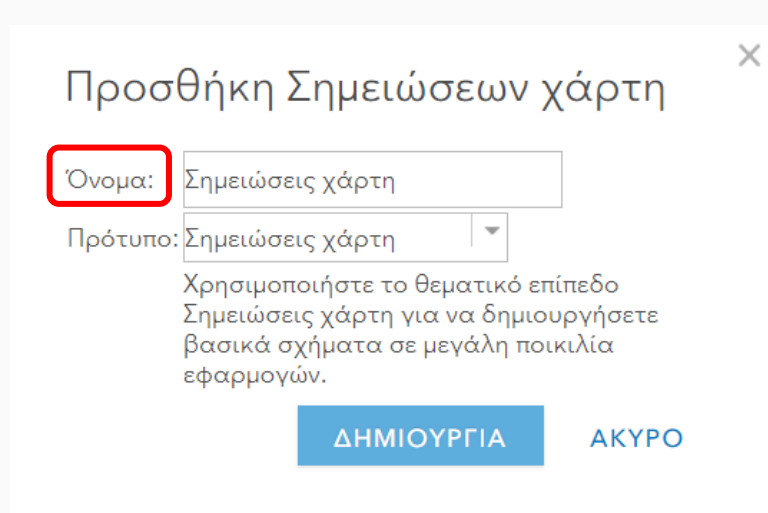 Προσθήκη Σημειώσεων χάρτη
Όνομα: Σημειώσεις χάρτη
Πρότυπο: Σημειώσεις χάρτη
Χρησιμοποιήστε το θεματικό επίπεδο
Σημειώσεις χάρτη για να δημιουργήσετε
βασικά σχήματα σε μεγάλη ποικιλία
εφαρμογών.
ΔΗΜΙΟΥΡΓΙΑ ΑΚΥΡΟ